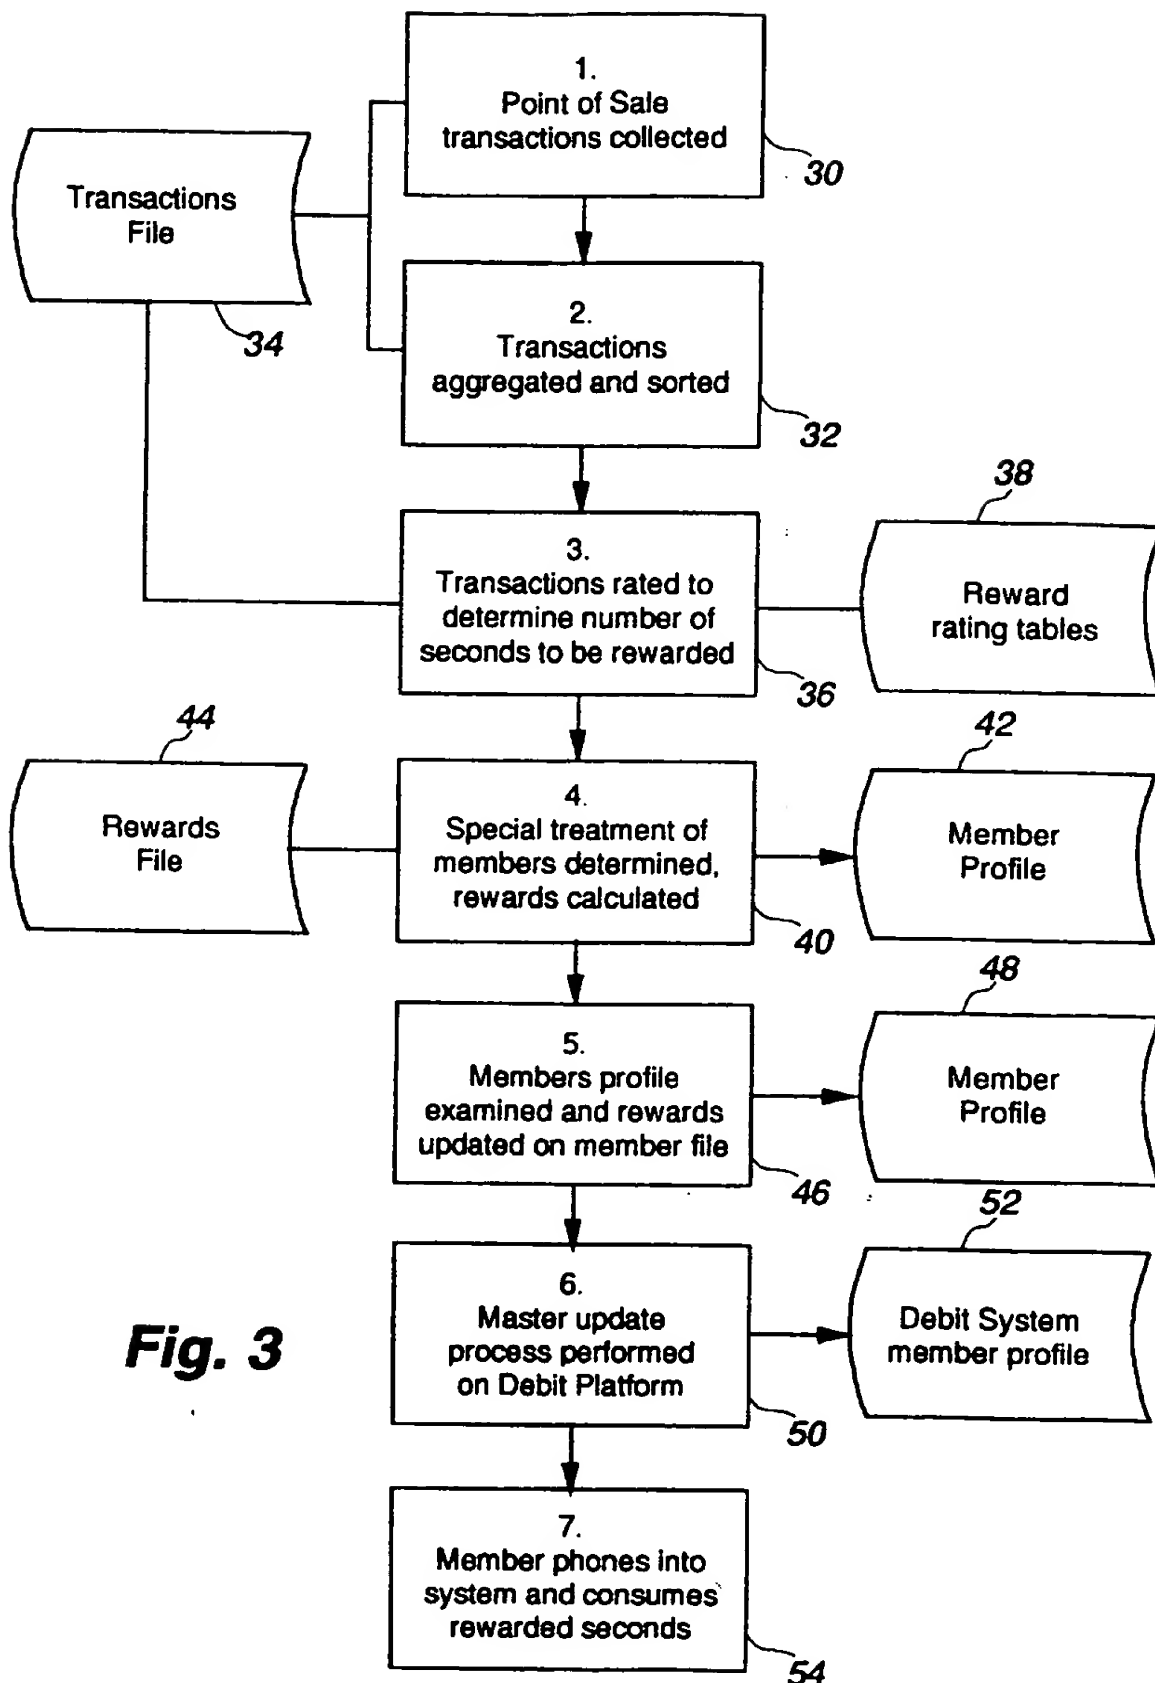 1.
Point of Sale
transactions collected
30
Transactions
File
34
2.
Transactions
aggregated and sorted
32
3.
Transactions rated to
determine number of
seconds to be rewarded
36
38
Reward
rating tables
44
Rewards
File
4.
Special treatment of
members determined,
rewards calculated
40
42
Member
Profile
5.
Members profile
examined and rewards
updated on member file
46
48
Member
Profile
6.
Master update
process performed
on Debit Platform
50
52
Debit System
member profile
Fig. 3
7.
Member phones into
system and consumes
rewarded seconds
54